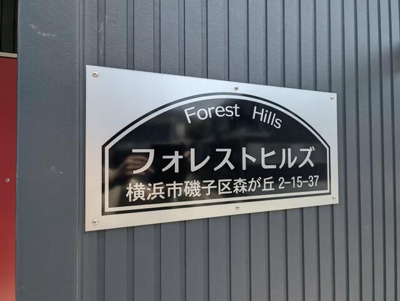 Forest Hills
フォレストヒルズ
横浜市磯子区森が丘 2-15-37